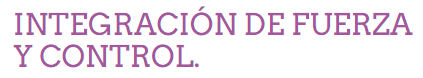 INTEGRACIÓN DE FUERZA
Y CONTROL.